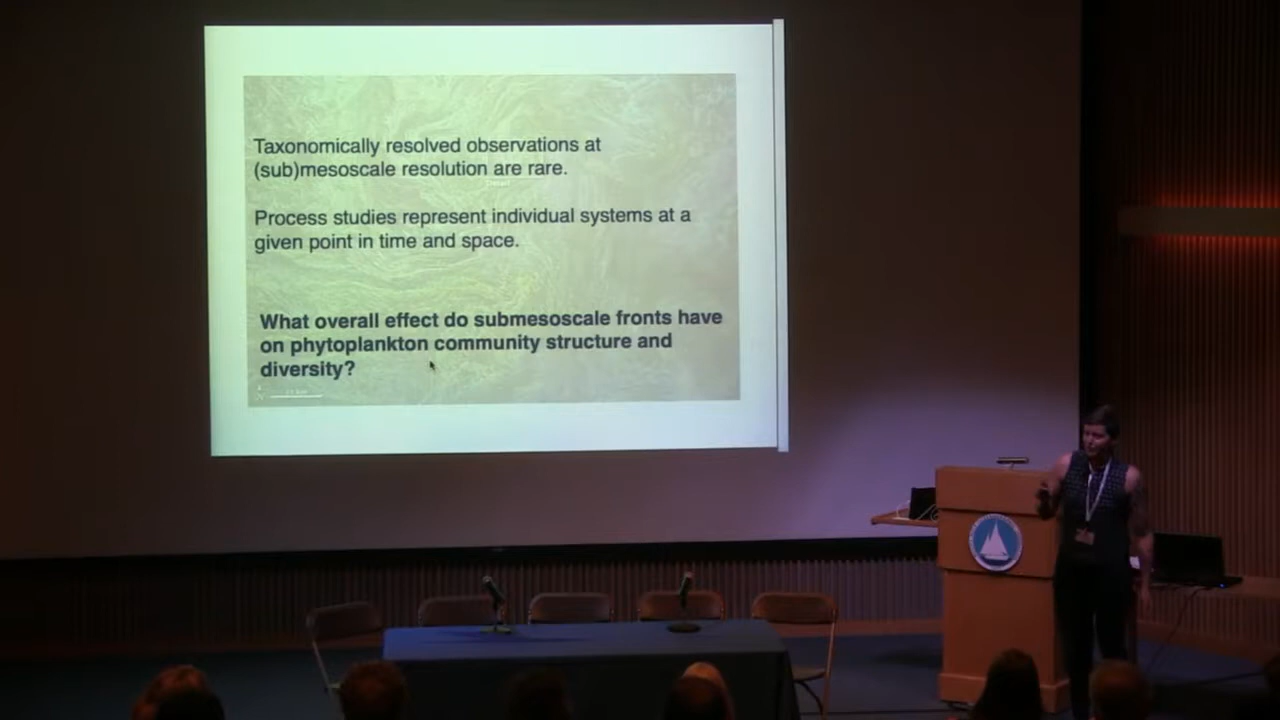 Taxonomically resolved observations at
(sub)mesoscale resolution are rare.
Process studies represent individual systems at a
given point in time and space.
What overall effect do submesoscale fronts have
on phytoplankton community structure and
diversity?